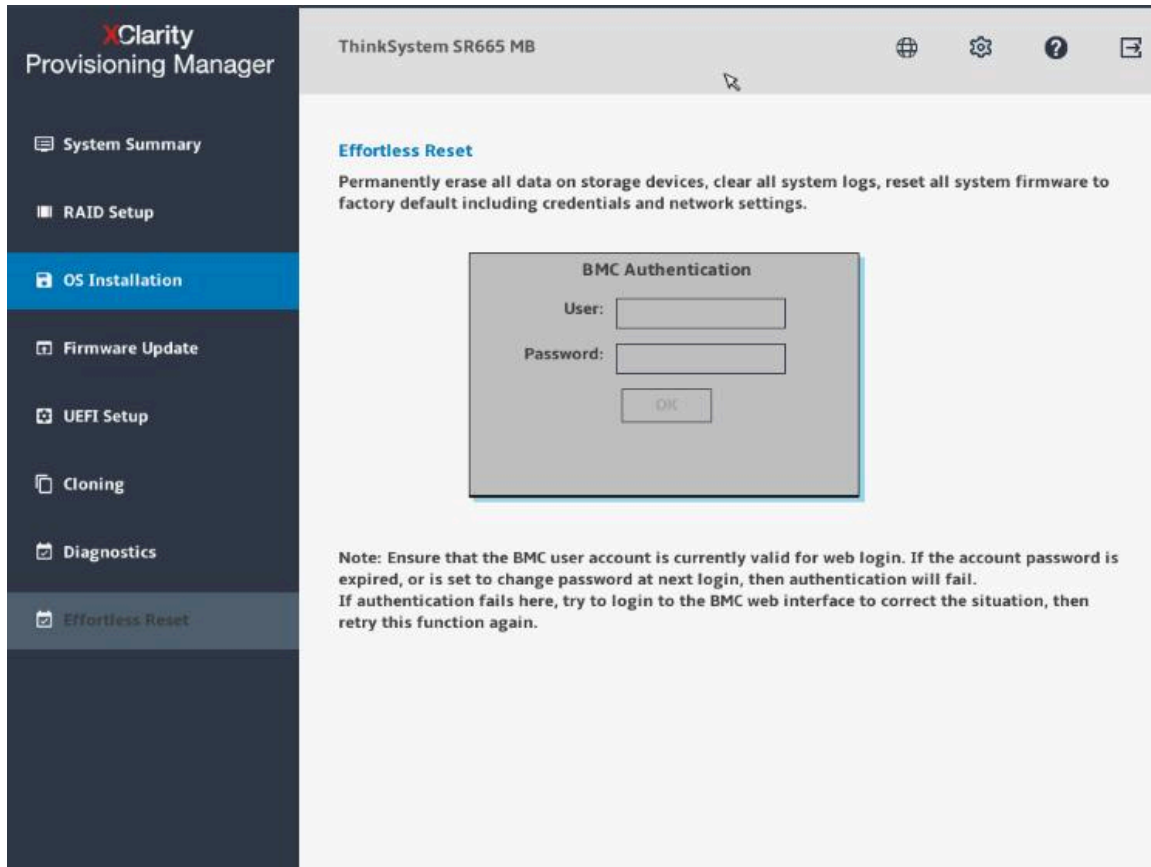 XClarity
Provisioning Manager
ThinkSystem SR665 MB
System Summary
RAID Setup
OS Installation
Firmware Update
UEFI Setup
Cloning
Diagnostics
Effortless Reset
Effortless Reset
Permanently erase all data on storage devices, clear all system logs, reset all system firmware to
factory default including credentials and network settings.
BMC Authentication
User:
Password:
OK
Note: Ensure that the BMC user account is currently valid for web login. If the account password is
expired, or is set to change password at next login, then authentication will fail.
If authentication fails here, try to login to the BMC web interface to correct the situation, then
retry this function again.